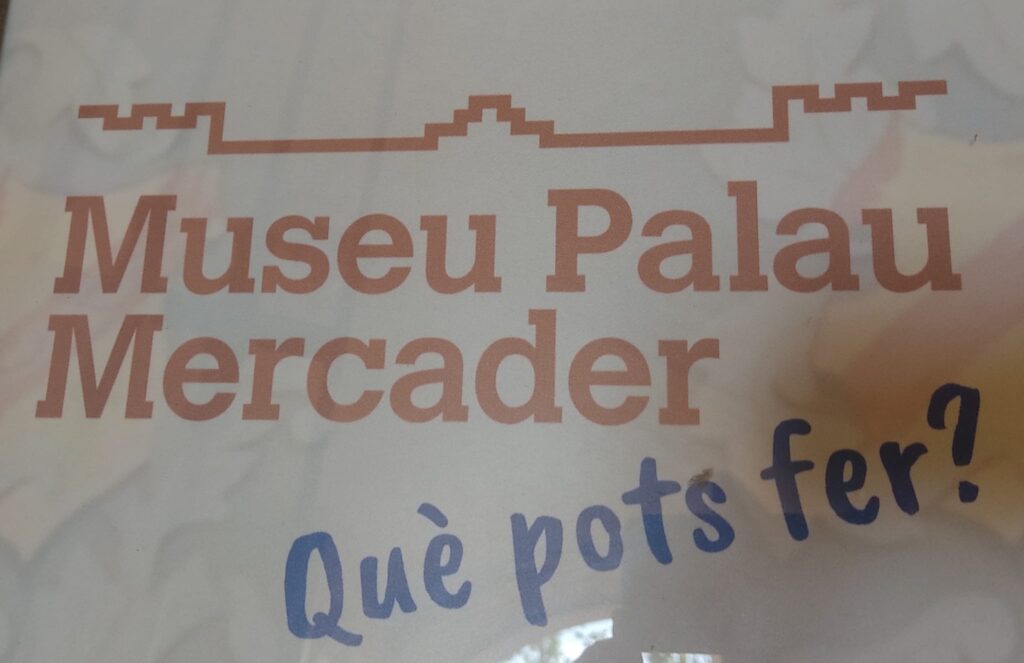 Museu Palau
Mercader
Què pots fer?